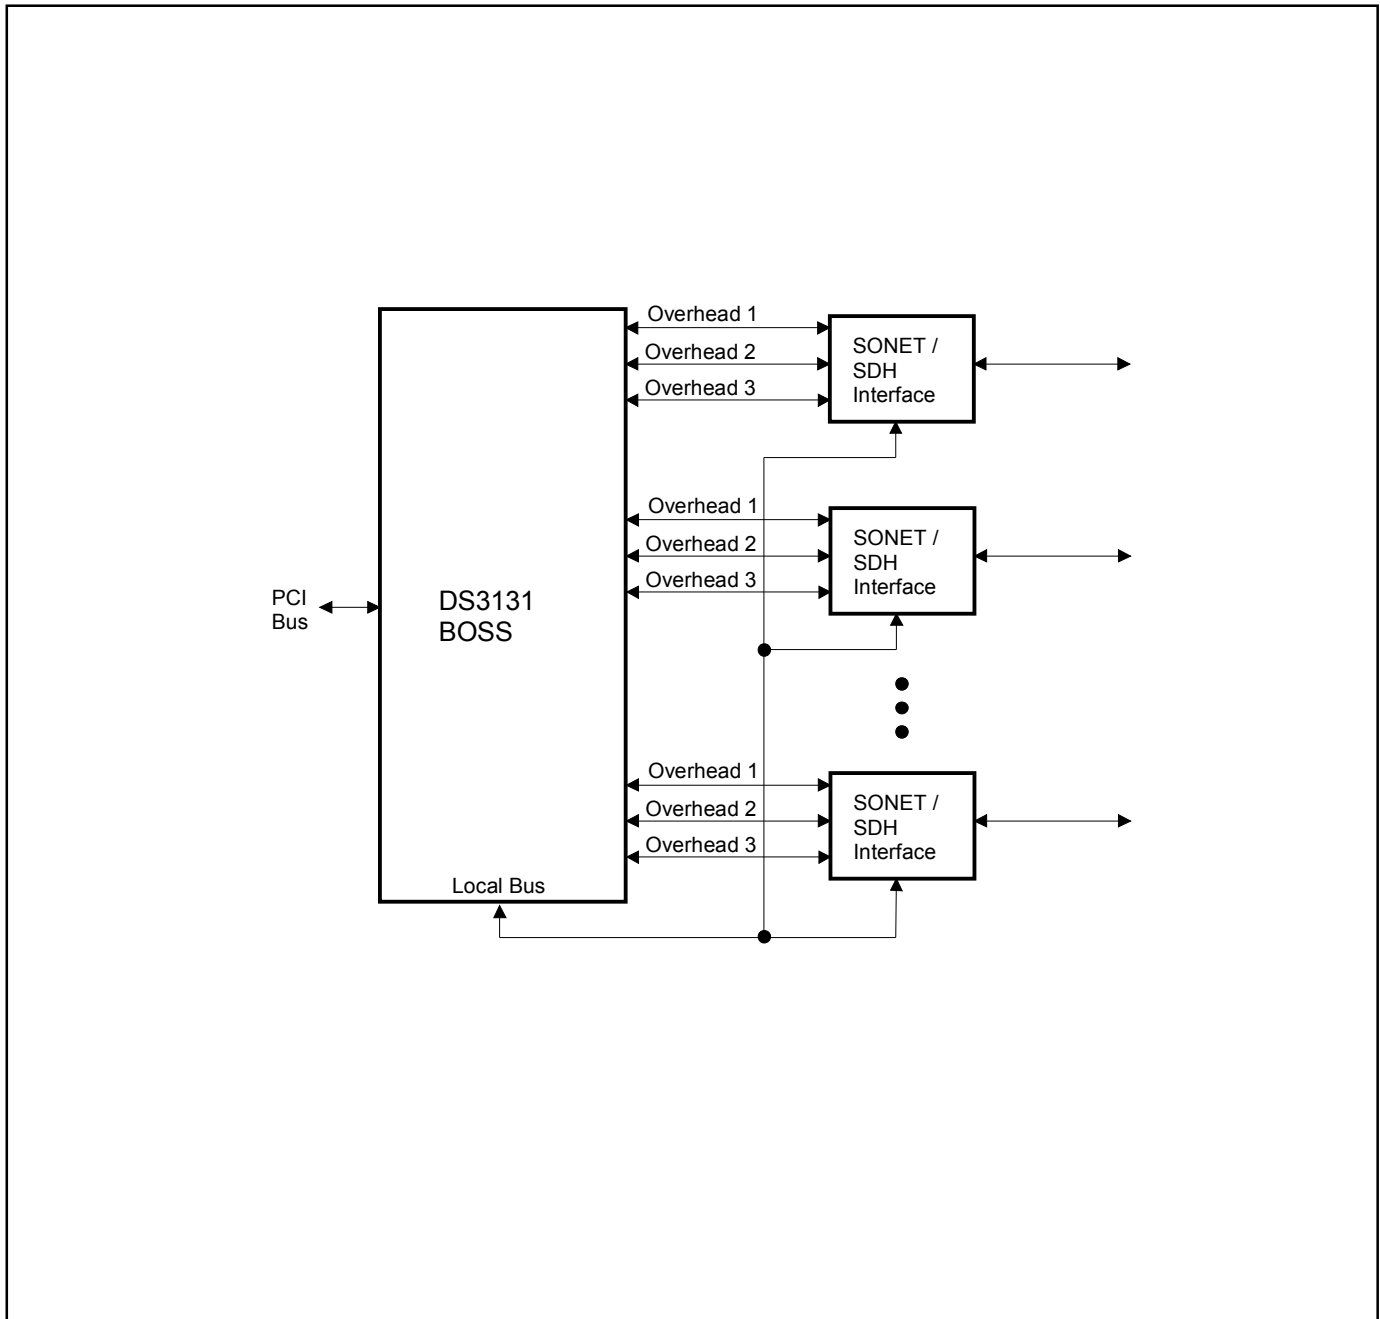 Overhead 1
Overhead 2
Overhead 3
SONET /
SDH
Interface
Overhead 1
Overhead 2
Overhead 3
SONET /
SDH
Interface
PCI
Bus
DS3131
BOSS
Overhead 1
Overhead 2
Overhead 3
SONET /
SDH
Interface
Local Bus